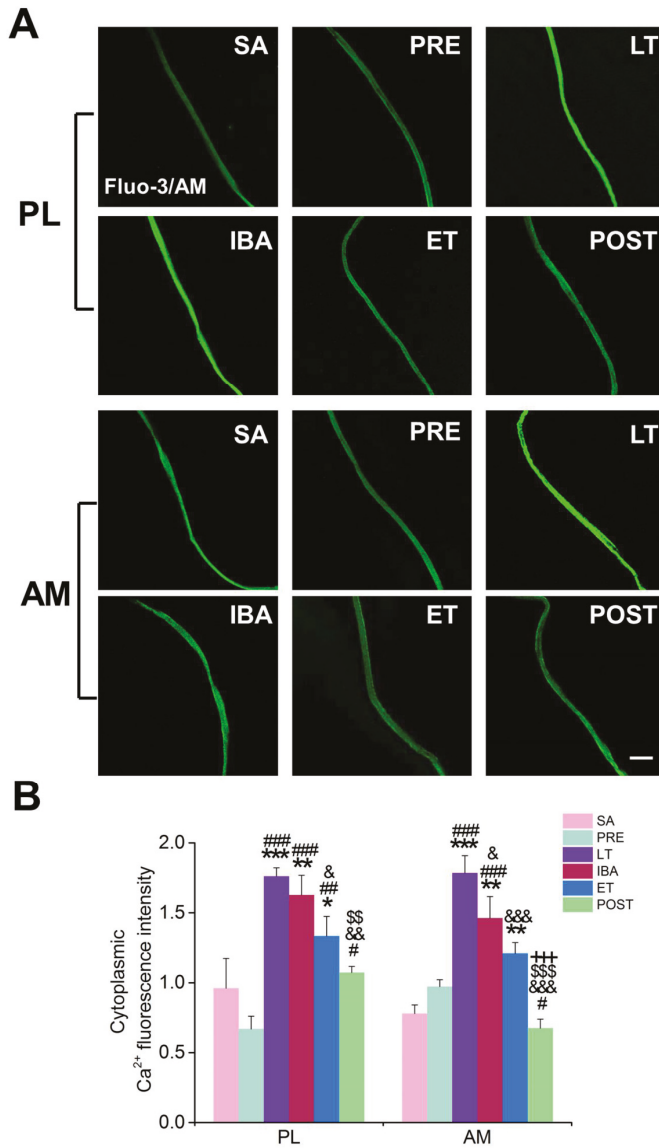 A
SA PRE LT
Fluo-3/AM
PL
IBA ET POST
SA PRE LT
AM
IBA ET POST
B
SA
PRE
LT
IBA
ET
POST
Cytoplasmic
Ca²⁺ fluorescence intensity
2.0
1.5
1.0
0.5
0.0
###
***
###
**
&
##
*
$$
&&
#
###
***
&
###
**
&&&
**
+++
$$$
&&&
#
PL AM